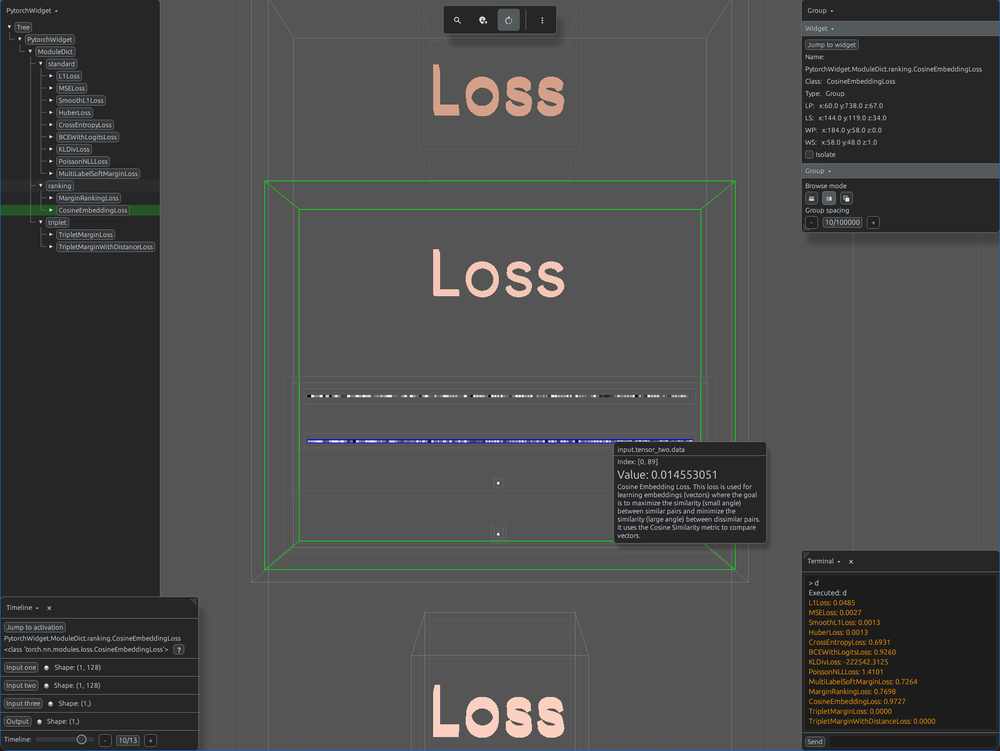 PytorchWidget
Tree
PytorchWidget
ModuleDict
standard
L1Loss
MSELoss
SmoothL1Loss
HuberLoss
CrossEntropyLoss
BCEWithLogitsLoss
KLDivLoss
PoissonNLLLoss
MultiLabelSoftMarginLoss
ranking
MarginRankingLoss
CosineEmbeddingLoss
triplet
TripletMarginLoss
TripletMarginWithDistanceLoss
Loss
Loss
Loss
input.tensor_two.data
Index: [0, 89]
Value: 0.014553051
Cosine Embedding Loss. This loss is used for
learning embeddings (vectors) where the goal
is to maximize the similarity (small angle)
between similar pairs and minimize the
similarity (large angle) between dissimilar pairs.
It uses the Cosine Similarity metric to compare
vectors.
Group
Widget
Jump to widget
Name:
PytorchWidget.ModuleDict.ranking.CosineEmbeddingLoss
Class: CosineEmbeddingLoss
Type: Group
LP: x:60.0 y:738.0 z:67.0
LS: x:144.0 y:119.0 z:34.0
WP: x:184.0 y:58.0 z:0.0
WS: x:58.0 y:48.0 z:1.0
Isolate
Group
Browse mode
Group spacing
- 10/100000 +
Timeline
Jump to activation
PytorchWidget.ModuleDict.ranking.CosineEmbeddingLoss
<class 'torch.nn.modules.loss.CosineEmbeddingLoss'> ?
Input one Shape: (1, 128)
Input two Shape: (1, 128)
Input three Shape: (1,)
Output Shape: (1,)
Timeline: - 10/13 +
Terminal
> d
Executed: d
L1Loss: 0.0485
MSELoss: 0.0027
SmoothL1Loss: 0.0013
HuberLoss: 0.0013
CrossEntropyLoss: 0.6931
BCEWithLogitsLoss: 0.9260
KLDivLoss: -222542.3125
PoissonNLLLoss: 1.4101
MultiLabelSoftMarginLoss: 0.7264
MarginRankingLoss: 0.7698
CosineEmbeddingLoss: 0.9727
TripletMarginLoss: 0.0000
TripletMarginWithDistanceLoss: 0.0000
Send